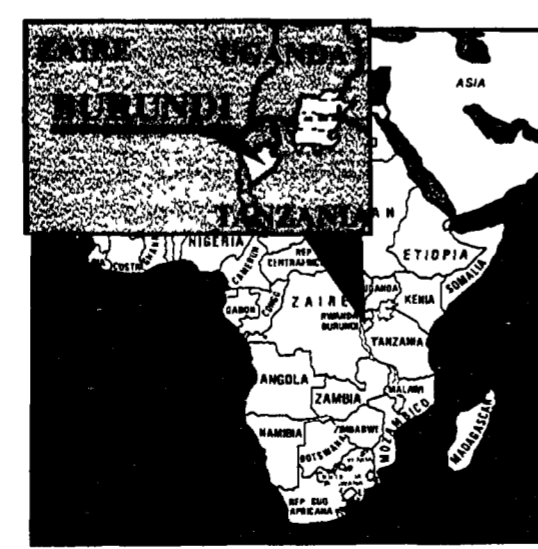 ZAIRE
UGANDA
BURUNDI
TANZANIA
ASIA
NIGERIA
CAMERUN
REP
CENTRAFRIC
ETIOPIA
SOMALIA
GABON
CONGO
ZAIRE
UGANDA
KENIA
RWANDA
BURUNDI
TANZANIA
ANGOLA
ZAMBIA
MALAWI
MOZAMBICO
ZIMBABWE
NAMIBIA
BOTSWANA
MADAGASCAR
REP SUD
AFRICANA